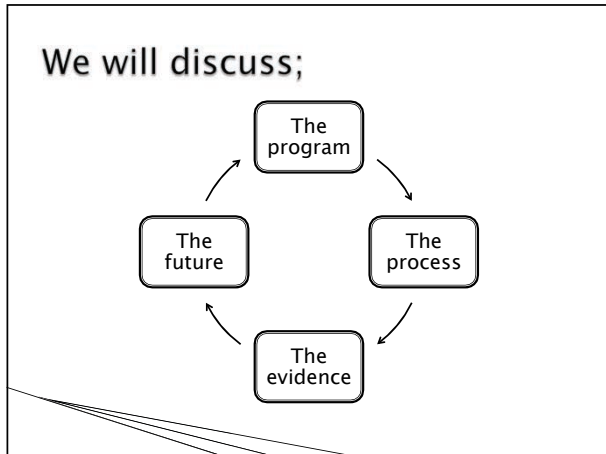 We will discuss;
The
program
The
process
The
evidence
The
future